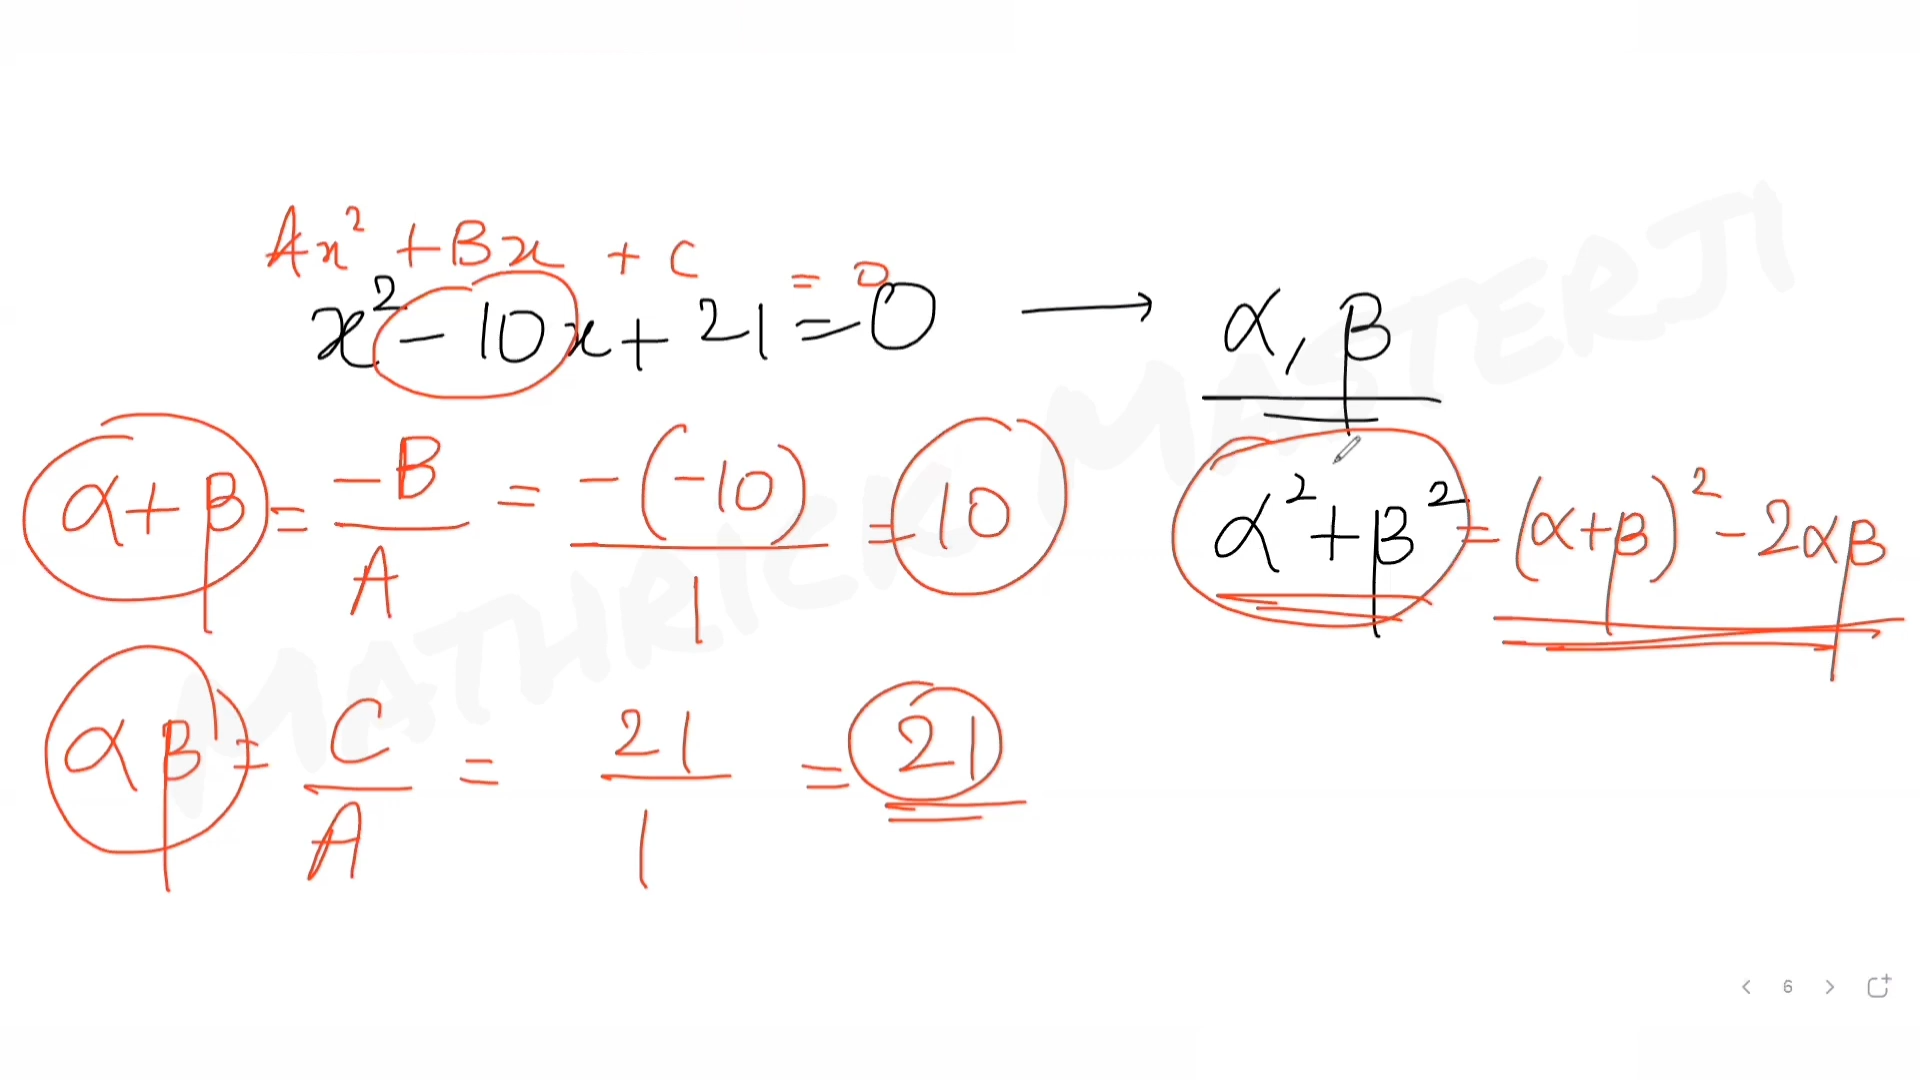 Ax² + Bx + C = 0
x² - 10x + 21 = 0 → α, β
α + β = -B/A = -(-10)/1 = 10
α² + β² = (α+β)² - 2αβ
αβ = C/A = 21/1 = 21
MATHRICK MASTERJI
< 6 >